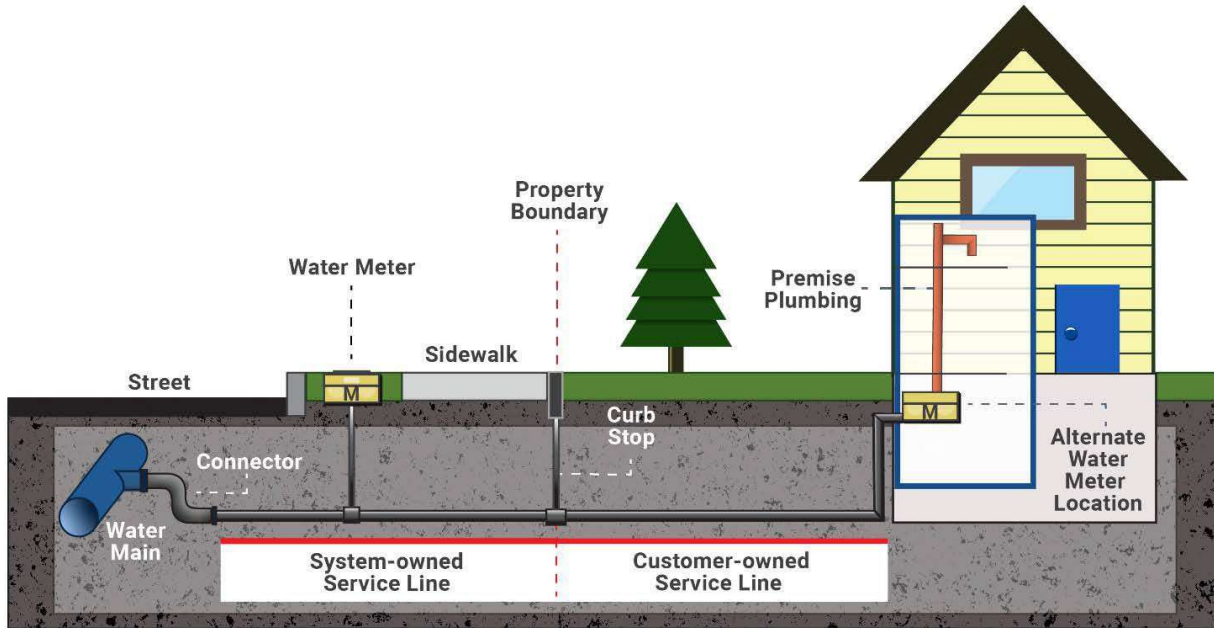 Property
Boundary
Water Meter
Premise
Plumbing
Sidewalk
Street
M
M
Curb
Stop
Connector
Alternate
Water
Meter
Location
Water
Main
System-owned
Service Line
Customer-owned
Service Line